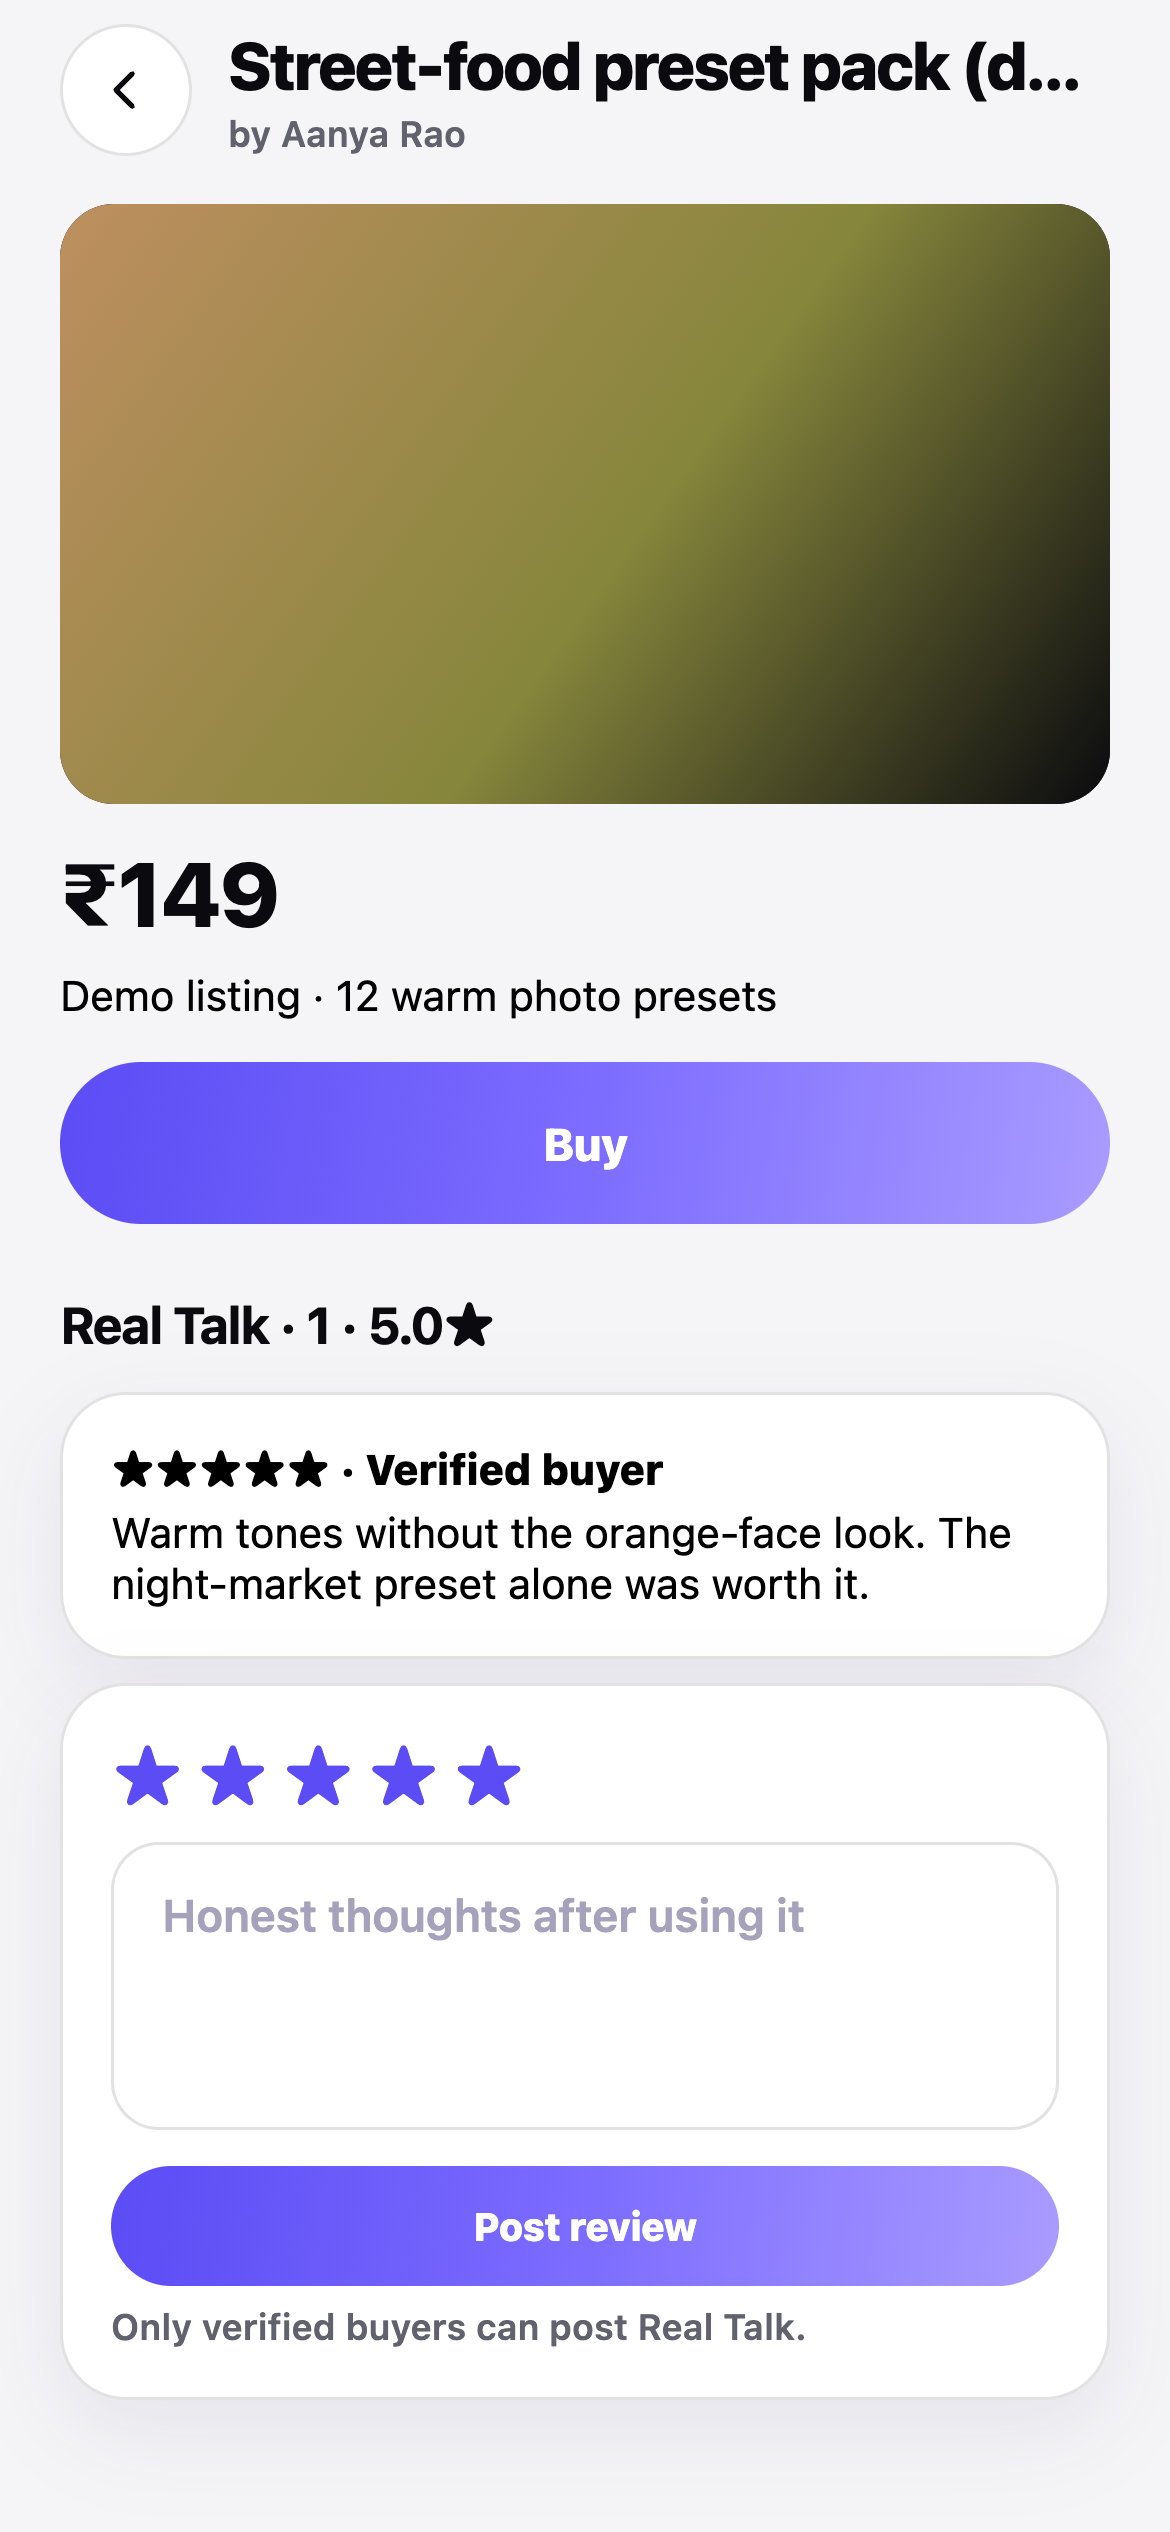 Street-food preset pack (d...
by Aanya Rao
₹149
Demo listing · 12 warm photo presets
Buy
Real Talk · 1 · 5.0★
★★★★★ · Verified buyer
Warm tones without the orange-face look. The
night-market preset alone was worth it.
★ ★ ★ ★ ★
Honest thoughts after using it
Post review
Only verified buyers can post Real Talk.